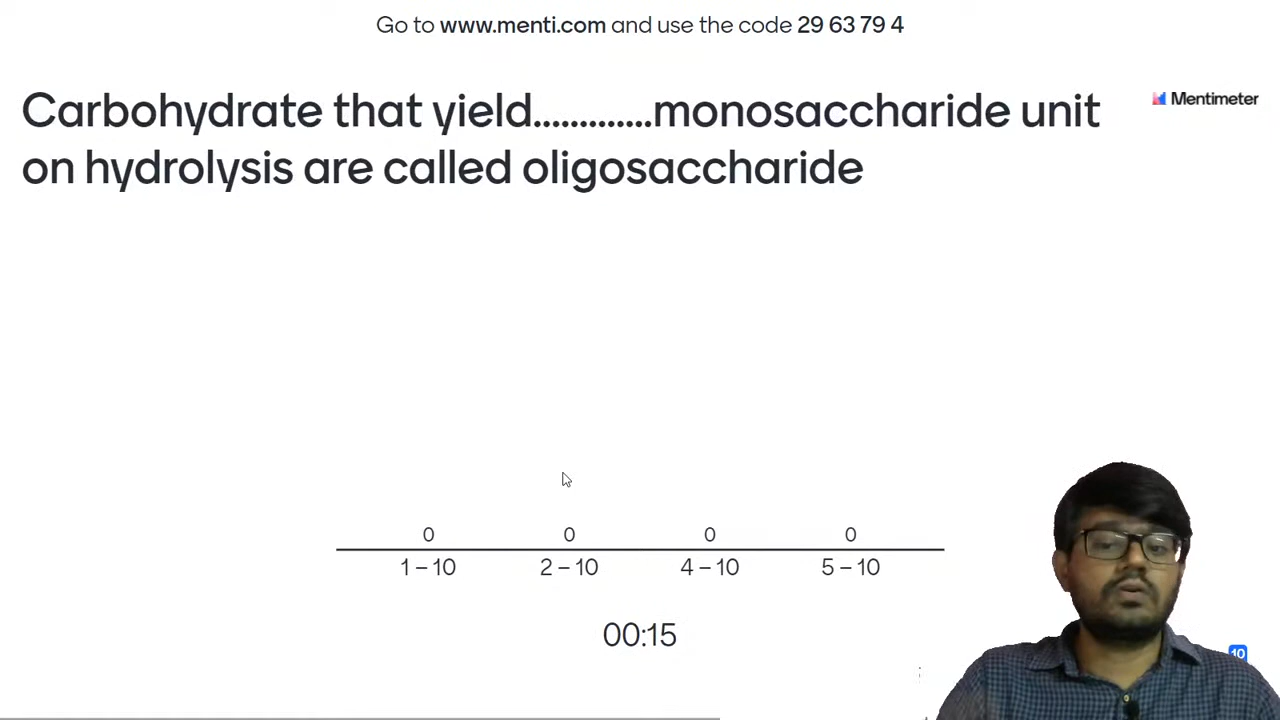 Go to www.menti.com and use the code 29 63 79 4
Carbohydrate that yield.............monosaccharide unit
on hydrolysis are called oligosaccharide
Mentimeter
0 0 0 0
1 – 10 2 – 10 4 – 10 5 – 10
00:15
10